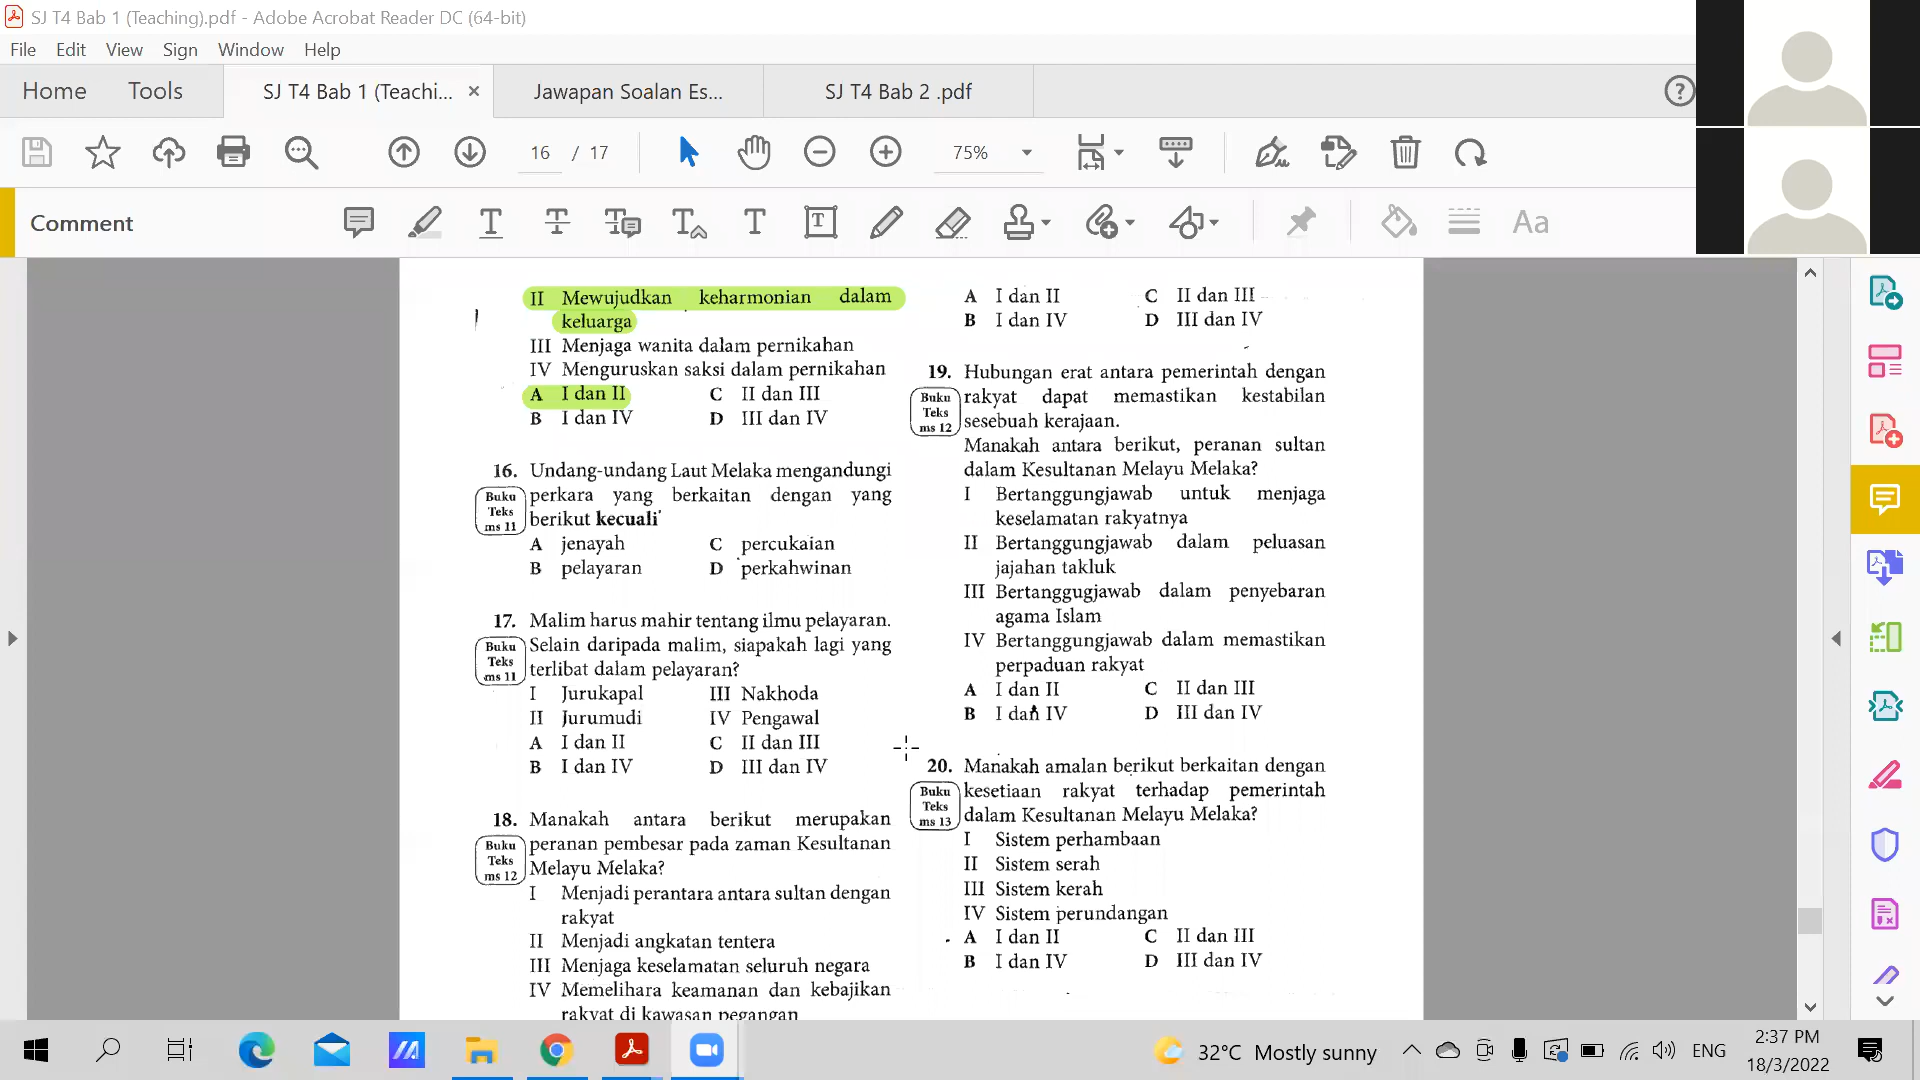 SJ T4 Bab 1 (Teaching).pdf - Adobe Acrobat Reader DC (64-bit)
File Edit View Sign Window Help
Home Tools SJ T4 Bab 1 (Teachi... × Jawapan Soalan Es... SJ T4 Bab 2 .pdf
16 / 17 75%
Comment
II Mewujudkan keharmonian dalam
keluarga
III Menjaga wanita dalam pernikahan
IV Menguruskan saksi dalam pernikahan
A I dan II C II dan III
B I dan IV D III dan IV
16. Undang-undang Laut Melaka mengandungi
perkara yang berkaitan dengan yang
berikut kecuali
Buku
Teks
ms 11
A jenayah C percukaian
B pelayaran D perkahwinan
17. Malim harus mahir tentang ilmu pelayaran.
Selain daripada malim, siapakah lagi yang
terlibat dalam pelayaran?
Buku
Teks
ms 11
I Jurukapal III Nakhoda
II Jurumudi IV Pengawal
A I dan II C II dan III
B I dan IV D III dan IV
18. Manakah antara berikut merupakan
peranan pembesar pada zaman Kesultanan
Melayu Melaka?
Buku
Teks
ms 12
I Menjadi perantara antara sultan dengan
rakyat
II Menjadi angkatan tentera
III Menjaga keselamatan seluruh negara
IV Memelihara keamanan dan kebajikan
rakyat di kawasan pegangan
A I dan II C II dan III
B I dan IV D III dan IV
19. Hubungan erat antara pemerintah dengan
rakyat dapat memastikan kestabilan
sesebuah kerajaan.
Buku
Teks
ms 12
Manakah antara berikut, peranan sultan
dalam Kesultanan Melayu Melaka?
I Bertanggungjawab untuk menjaga
keselamatan rakyatnya
II Bertanggungjawab dalam peluasan
jajahan takluk
III Bertanggugjawab dalam penyebaran
agama Islam
IV Bertanggungjawab dalam memastikan
perpaduan rakyat
A I dan II C II dan III
B I dan IV D III dan IV
20. Manakah amalan berikut berkaitan dengan
kesetiaan rakyat terhadap pemerintah
dalam Kesultanan Melayu Melaka?
Buku
Teks
ms 13
I Sistem perhambaan
II Sistem serah
III Sistem kerah
IV Sistem perundangan
A I dan II C II dan III
B I dan IV D III dan IV
32°C Mostly sunny ENG 2:37 PM
18/3/2022